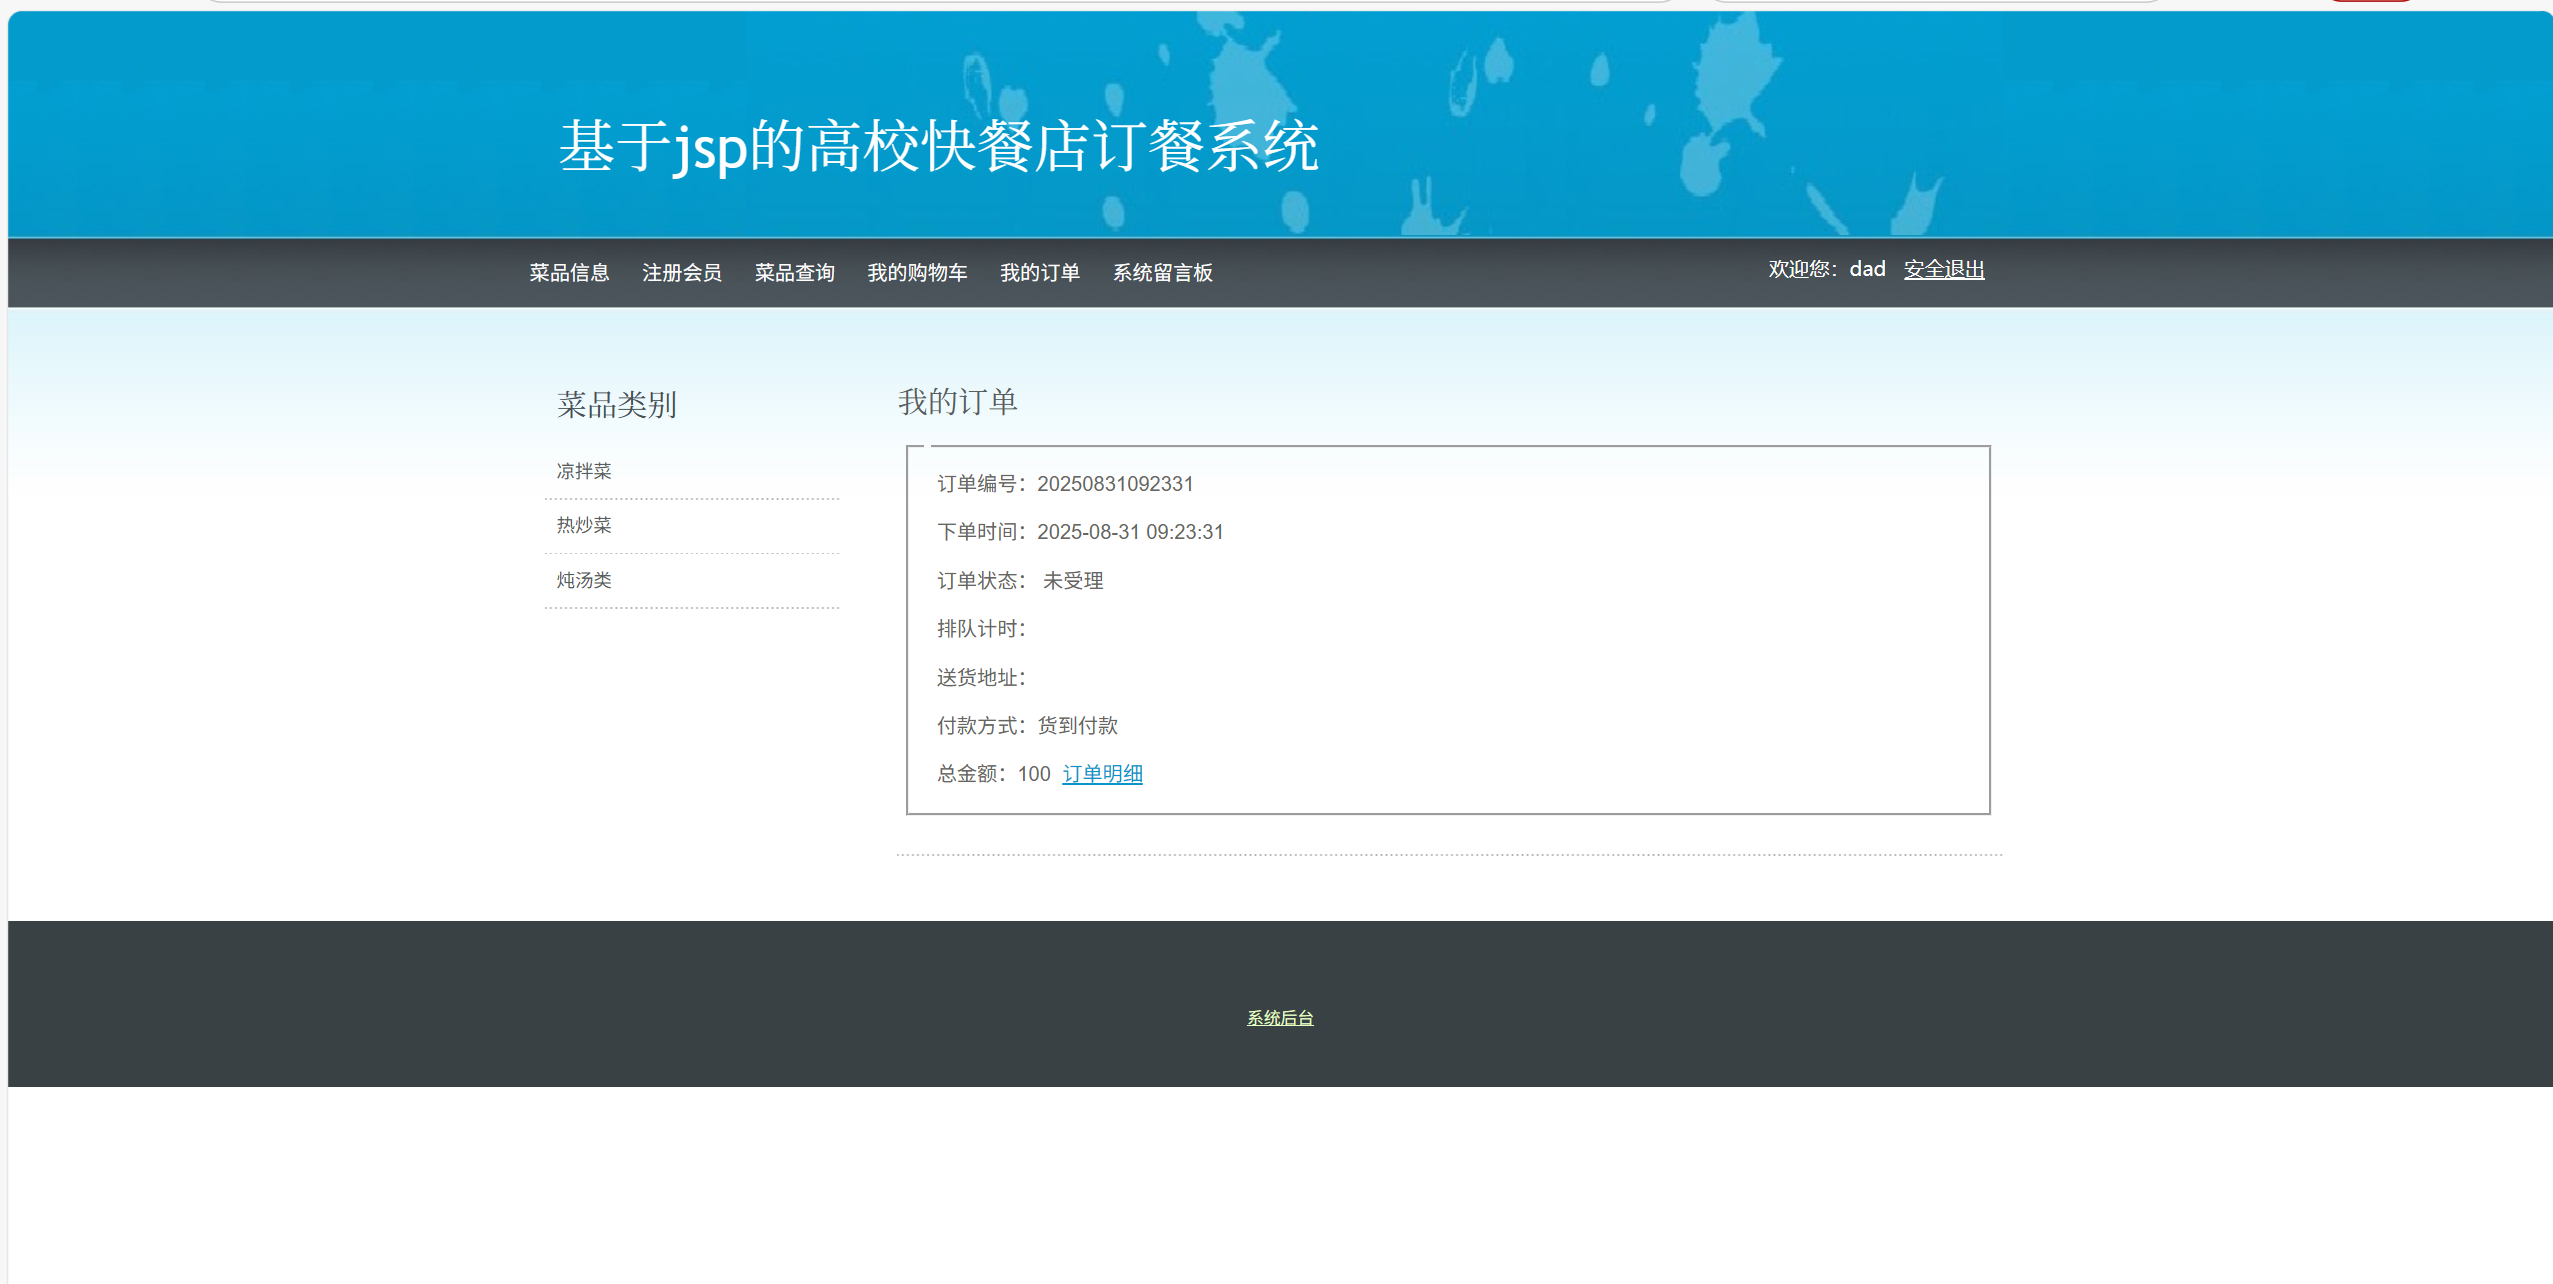 基于jsp的高校快餐店订餐系统
菜品信息 注册会员 菜品查询 我的购物车 我的订单 系统留言板 欢迎您：dad 安全退出
菜品类别
凉拌菜
热炒菜
炖汤类
我的订单
订单编号：20250831092331
下单时间：2025-08-31 09:23:31
订单状态： 未受理
排队计时：
送货地址：
付款方式：货到付款
总金额：100 订单明细
系统后台